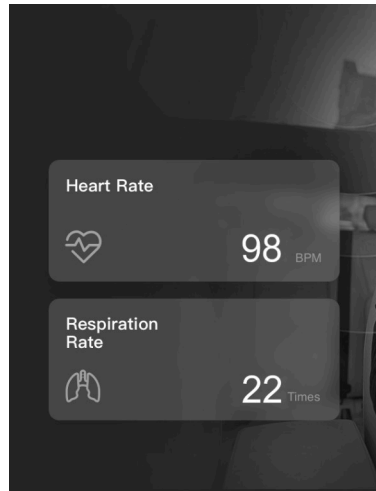 Heart Rate
98 BPM
Respiration
Rate
22 Times